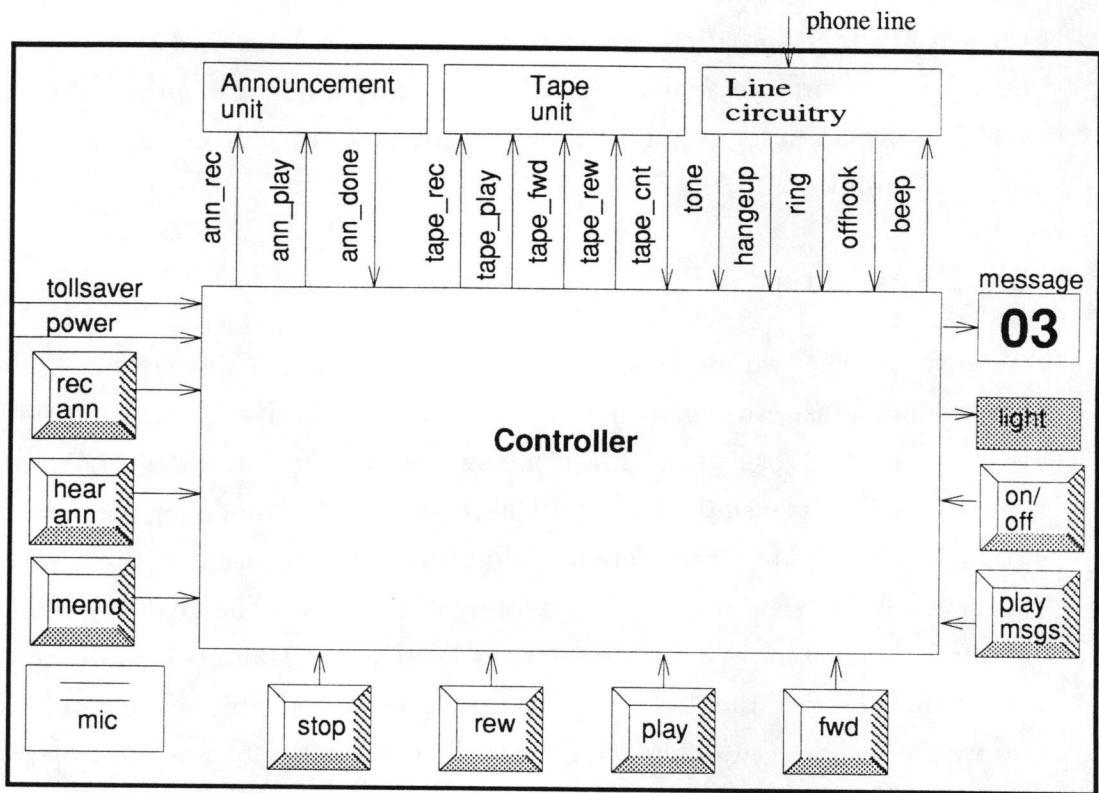 phone line
Announcement
unit
Tape
unit
Line
circuitry
ann_rec
ann_play
ann_done
tape_rec
tape_play
tape_fwd
tape_rew
tape_cnt
tone
hangeup
ring
offhook
beep
tollsaver
power
message
03
rec
ann
light
Controller
hear
ann
on/
off
memo
play
msgs
mic
stop
rew
play
fwd